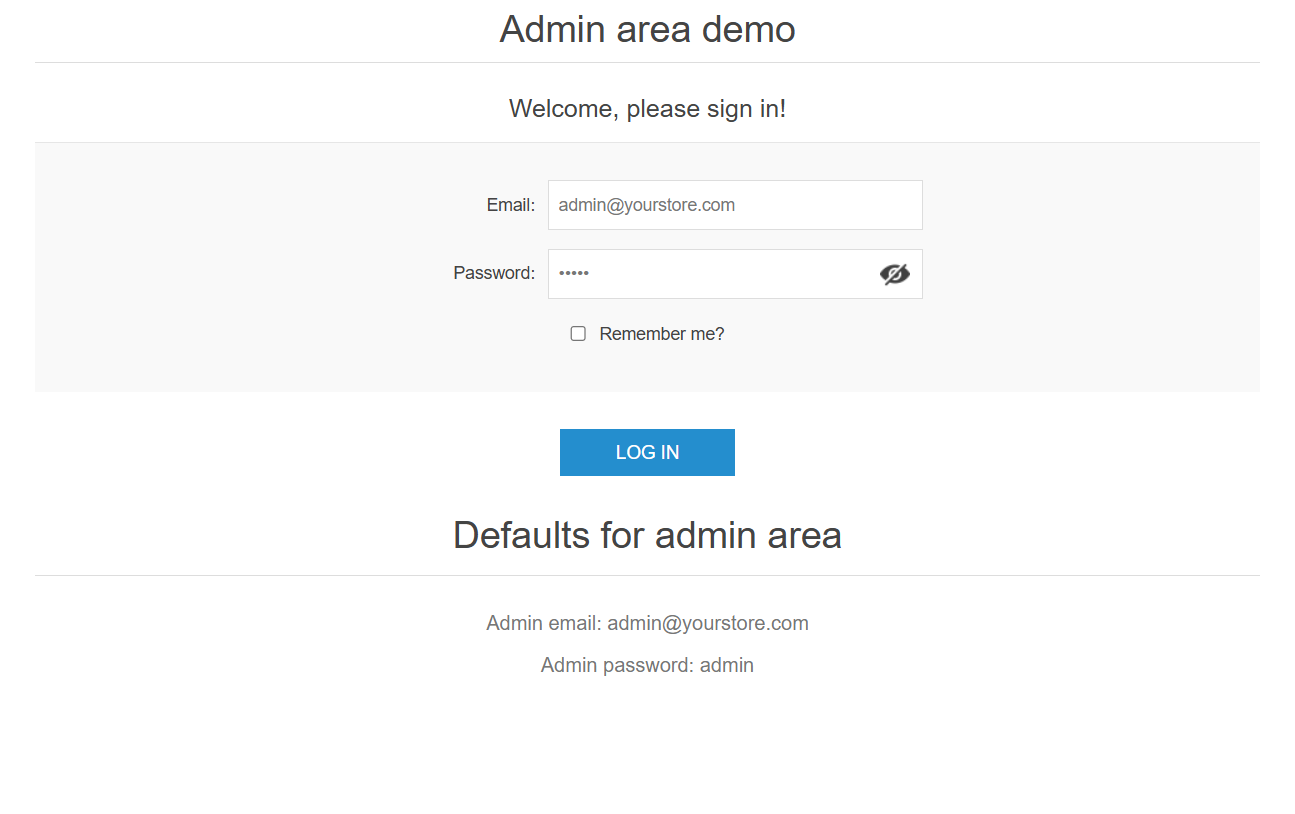 Admin area demo
Welcome, please sign in!
Email: admin@yourstore.com
Password: •••••
Remember me?
LOG IN
Defaults for admin area
Admin email: admin@yourstore.com
Admin password: admin